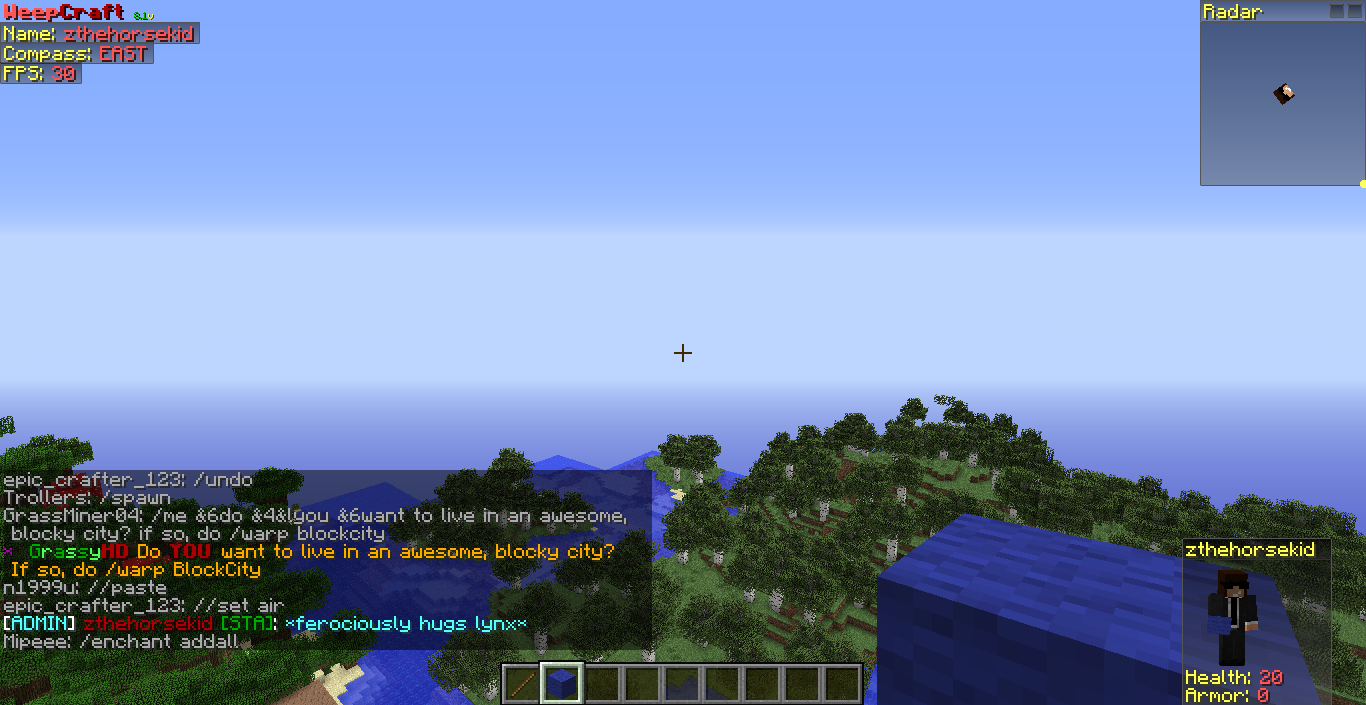 WeepCraft 8.1v
Name: zthehorsekid
Compass: EAST
FPS: 30
Radar
epic_crafter_123: /undo
Trollers: /spawn
GrassMiner04: /me &6do &4&lyou &6want to live in an awesome,
blocky city? if so, do /warp blockcity
* GrassyHD Do YOU want to live in an awesome, blocky city?
If so, do /warp BlockCity
n1999u: //paste
epic_crafter_123: //set air
[ADMIN] zthehorsekid [STA]: *ferociously hugs lynx*
Mipeee: /enchant addall
zthehorsekid
Health: 20
Armor: 0